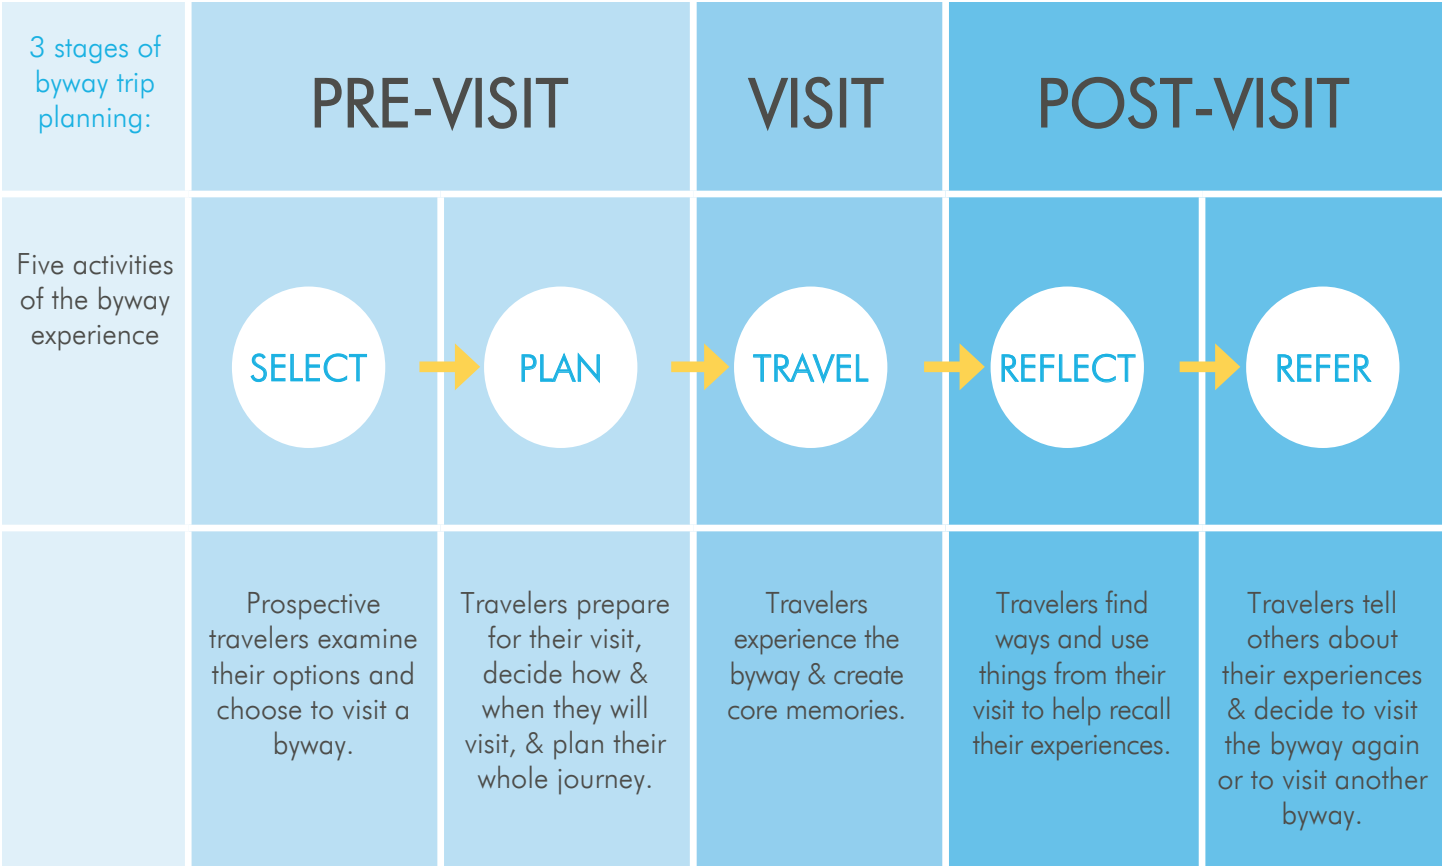 3 stages of
byway trip
planning:
PRE-VISIT
VISIT
POST-VISIT
Five activities
of the byway
experience
SELECT
PLAN
TRAVEL
REFLECT
REFER
Prospective
travelers examine
their options and
choose to visit a
byway.
Travelers prepare
for their visit,
decide how &
when they will
visit, & plan their
whole journey.
Travelers
experience the
byway & create
core memories.
Travelers find
ways and use
things from their
visit to help recall
their experiences.
Travelers tell
others about
their experiences
& decide to visit
the byway again
or to visit another
byway.